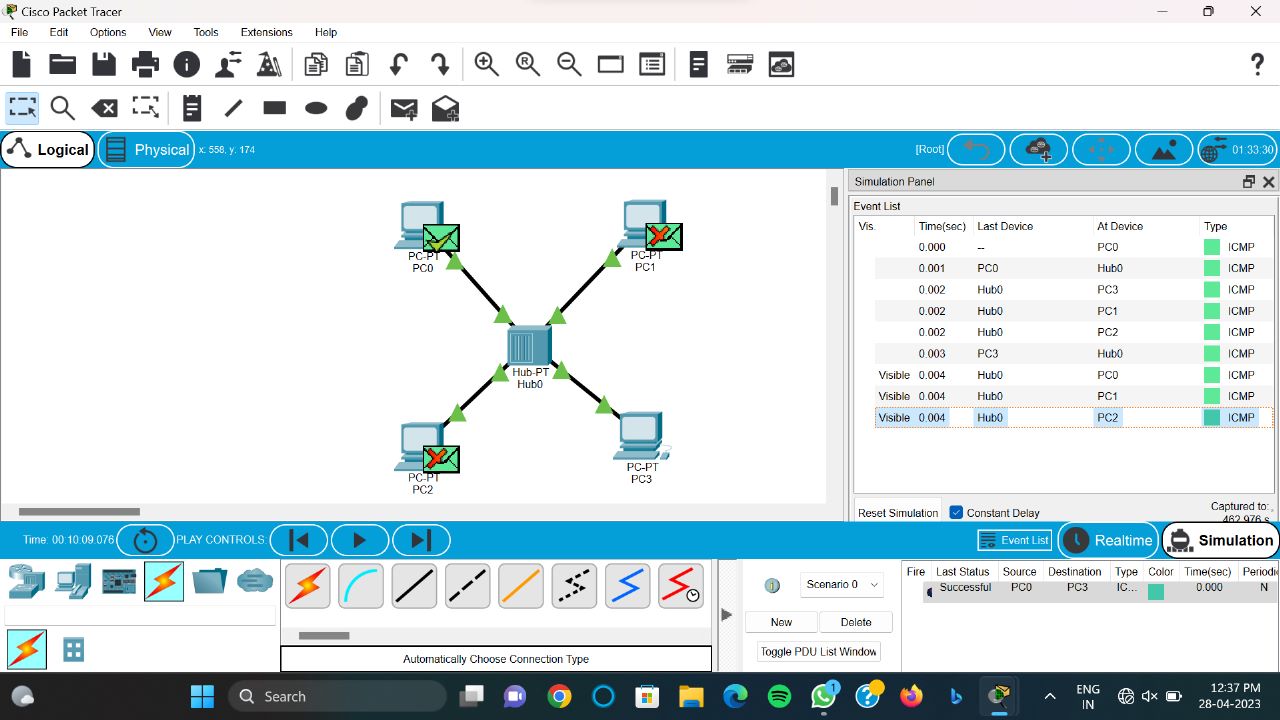 Cisco Packet Tracer
File Edit Options View Tools Extensions Help
Logical Physical x: 558, y: 174 [Root] 01:33:30
PC-PT
PC0
PC-PT
PC1
Hub-PT
Hub0
PC-PT
PC2
PC-PT
PC3
Simulation Panel
Event List
Vis. Time(sec) Last Device At Device Type
0.000 -- PC0 ICMP
0.001 PC0 Hub0 ICMP
0.002 Hub0 PC3 ICMP
0.002 Hub0 PC1 ICMP
0.002 Hub0 PC2 ICMP
0.003 PC3 Hub0 ICMP
Visible 0.004 Hub0 PC0 ICMP
Visible 0.004 Hub0 PC1 ICMP
Visible 0.004 Hub0 PC2 ICMP
Reset Simulation Constant Delay Captured to:
462.976 s
Time: 00:10:09.076 PLAY CONTROLS: Event List Realtime Simulation
Automatically Choose Connection Type
Scenario 0
New Delete
Toggle PDU List Window
Fire Last Status Source Destination Type Color Time(sec) Periodi
Successful PC0 PC3 IC... 0.000 N
Search
1
ENG
IN
12:37 PM
28-04-2023